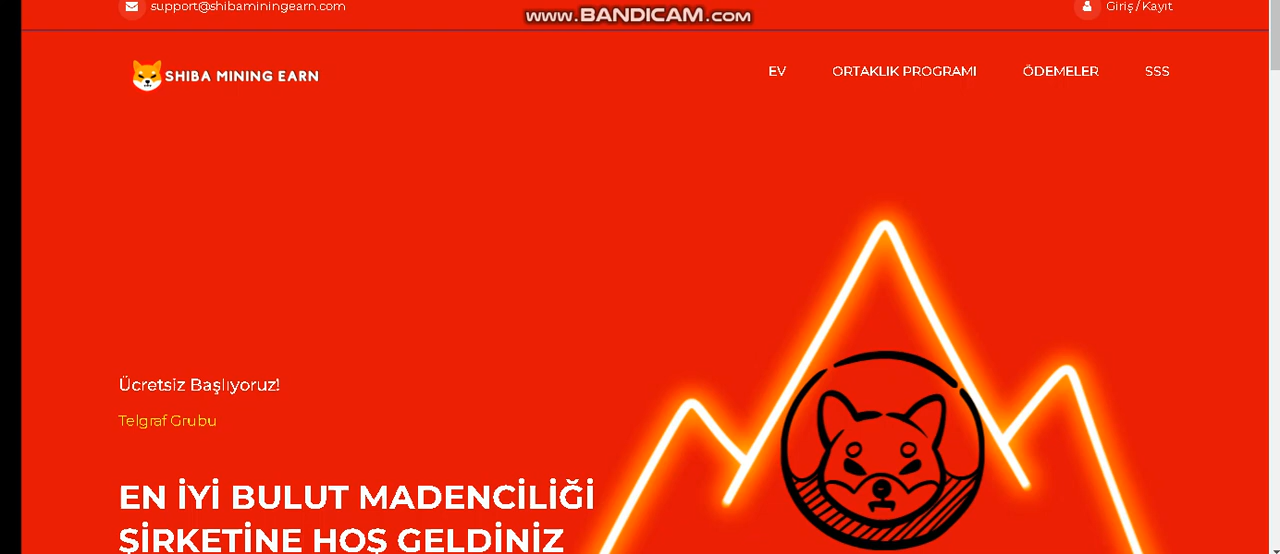 support@shibaminingearn.com
www.BANDICAM.com
Giriş / Kayıt
SHIBA MINING EARN
EV
ORTAKLIK PROGRAMI
ÖDEMELER
SSS
Ücretsiz Başlıyoruz!
Telgraf Grubu
EN İYİ BULUT MADENCİLİĞİ
ŞİRKETİNE HOŞ GELDİNİZ